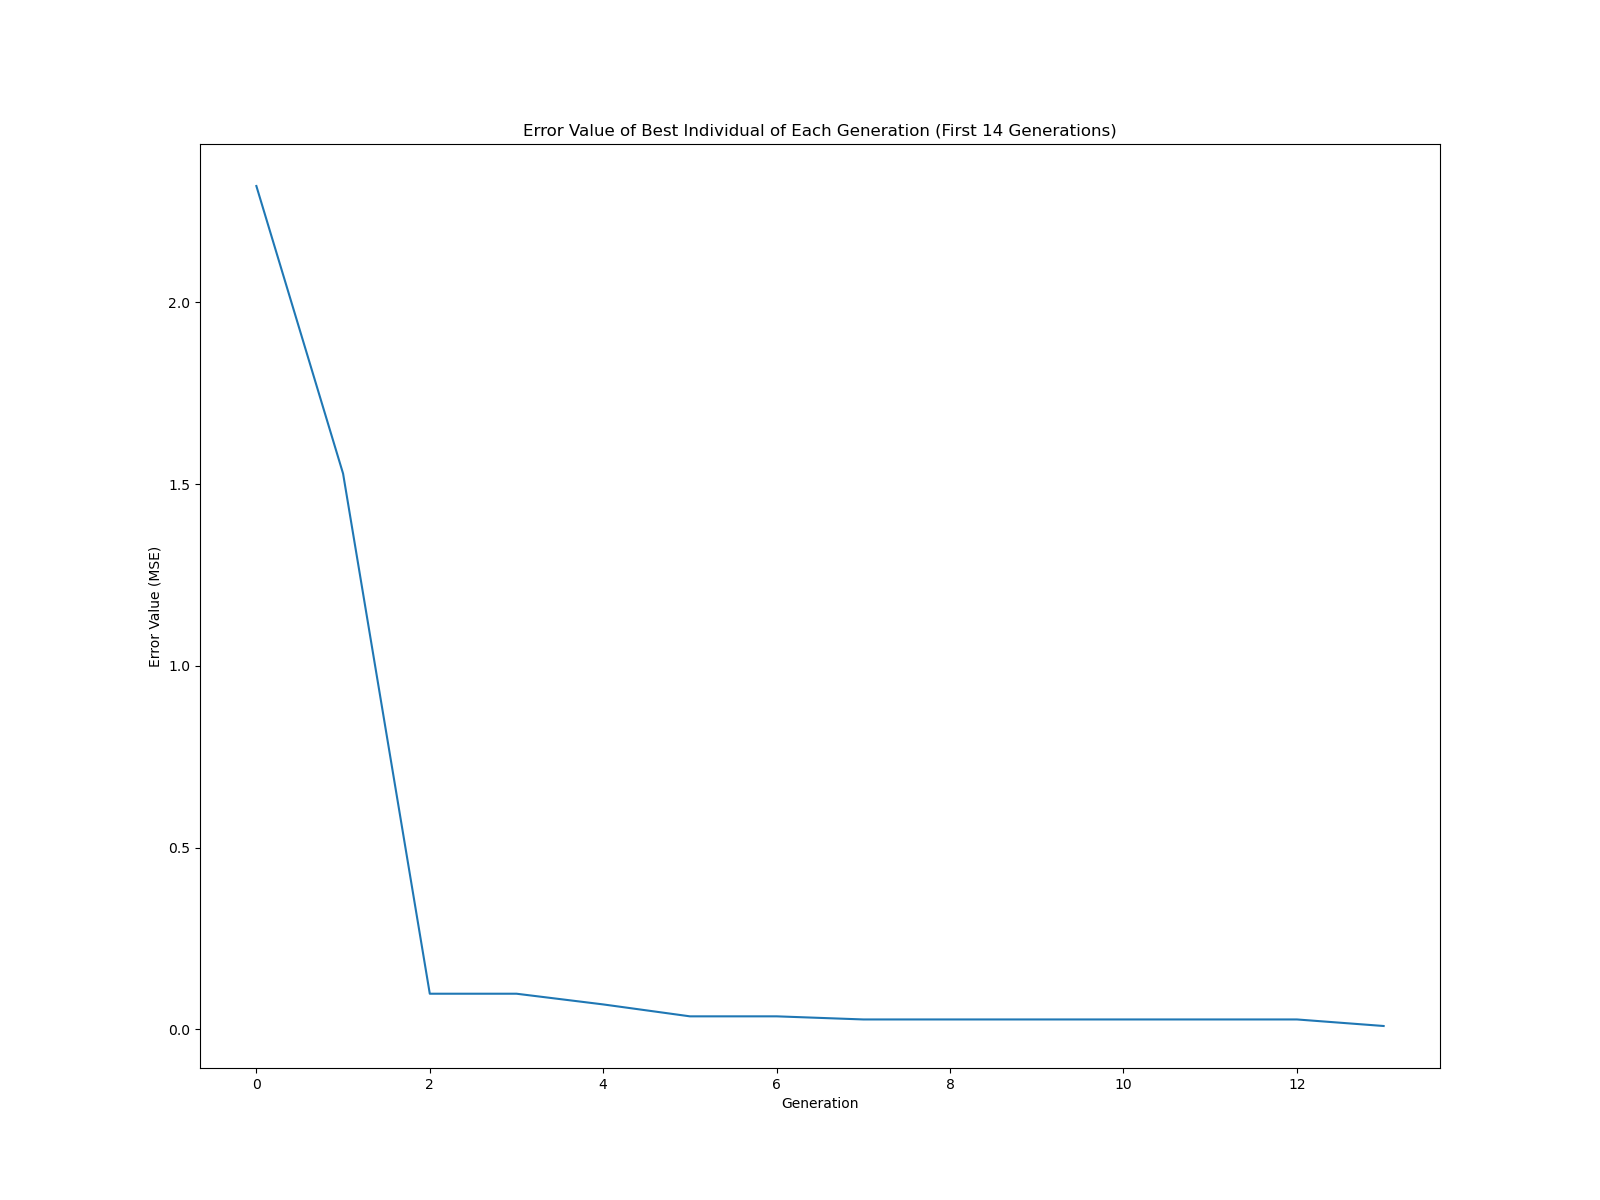 Error Value of Best Individual of Each Generation (First 14 Generations)
2.0
1.5
1.0
0.5
0.0
Error Value (MSE)
0 2 4 6 8 10 12
Generation